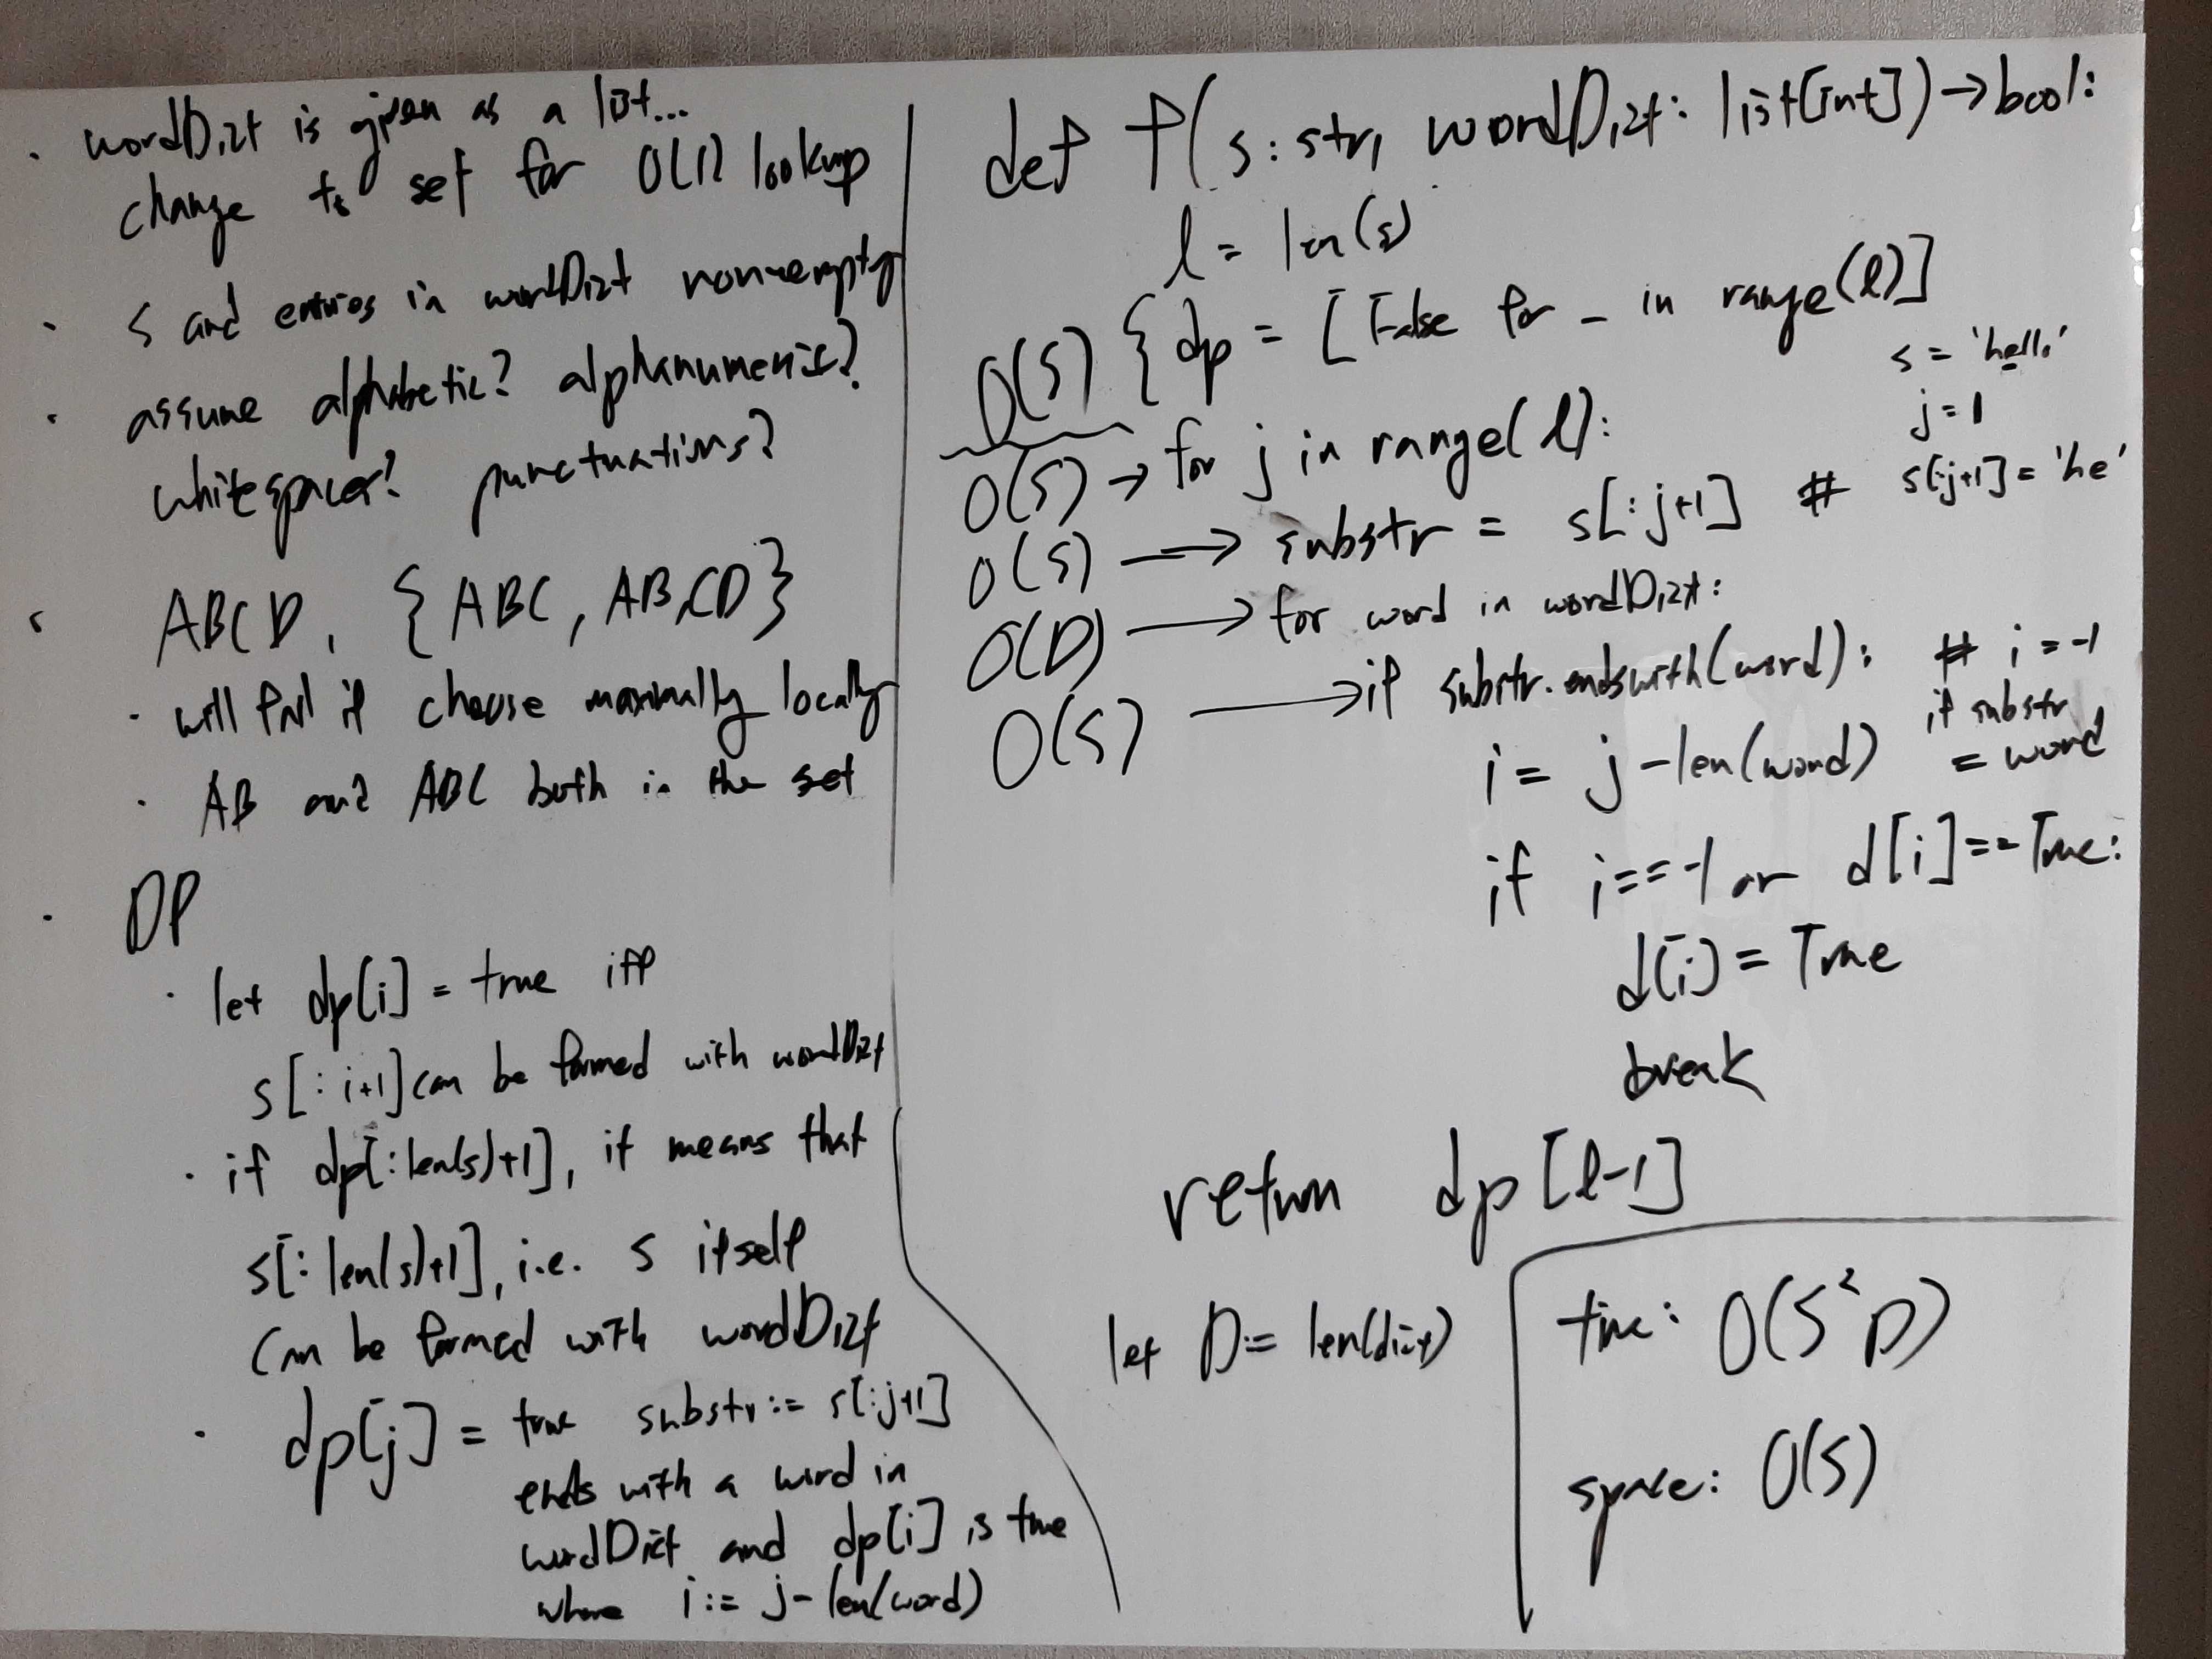 · wordDict is given as a list...
change to set for O(1) lookup
· s and entries in wordDict non-empty
· assume alphabetic? alphanumeric?
whitespaces? punctuations?
· ABCD, {ABC, AB, CD}
· will fail if choose maximally locally
· AB and ABC both in the set
· DP
· let dp[i] = true iff
s[:i+1] can be formed with wordDict
· if dp[:len(s)+1], it means that
s[:len(s)+1], i.e. s itself
can be formed with wordDict
· dp[j] = true substr := s[:j+1]
ends with a word in
wordDict and dp[i] is true
where i := j-len(word)
def f(s: str, wordDict: list[int]) → bool:
l = len(s)
O(S) { dp = [False for _ in range(l)]
s = 'hello'
j = 1
O(S) → for j in range(l):
O(S) → substr = s[:j+1] # s[:j+1] = 'he'
O(D) → for word in wordDict:
O(S) → if substr.endswith(word): # i = -1
if substr
= word
i = j-len(word)
if i==-1 or d[i]==True:
d[i] = True
break
return dp[l-1]
let D := len(dict)
time: O(S²D)
space: O(S)